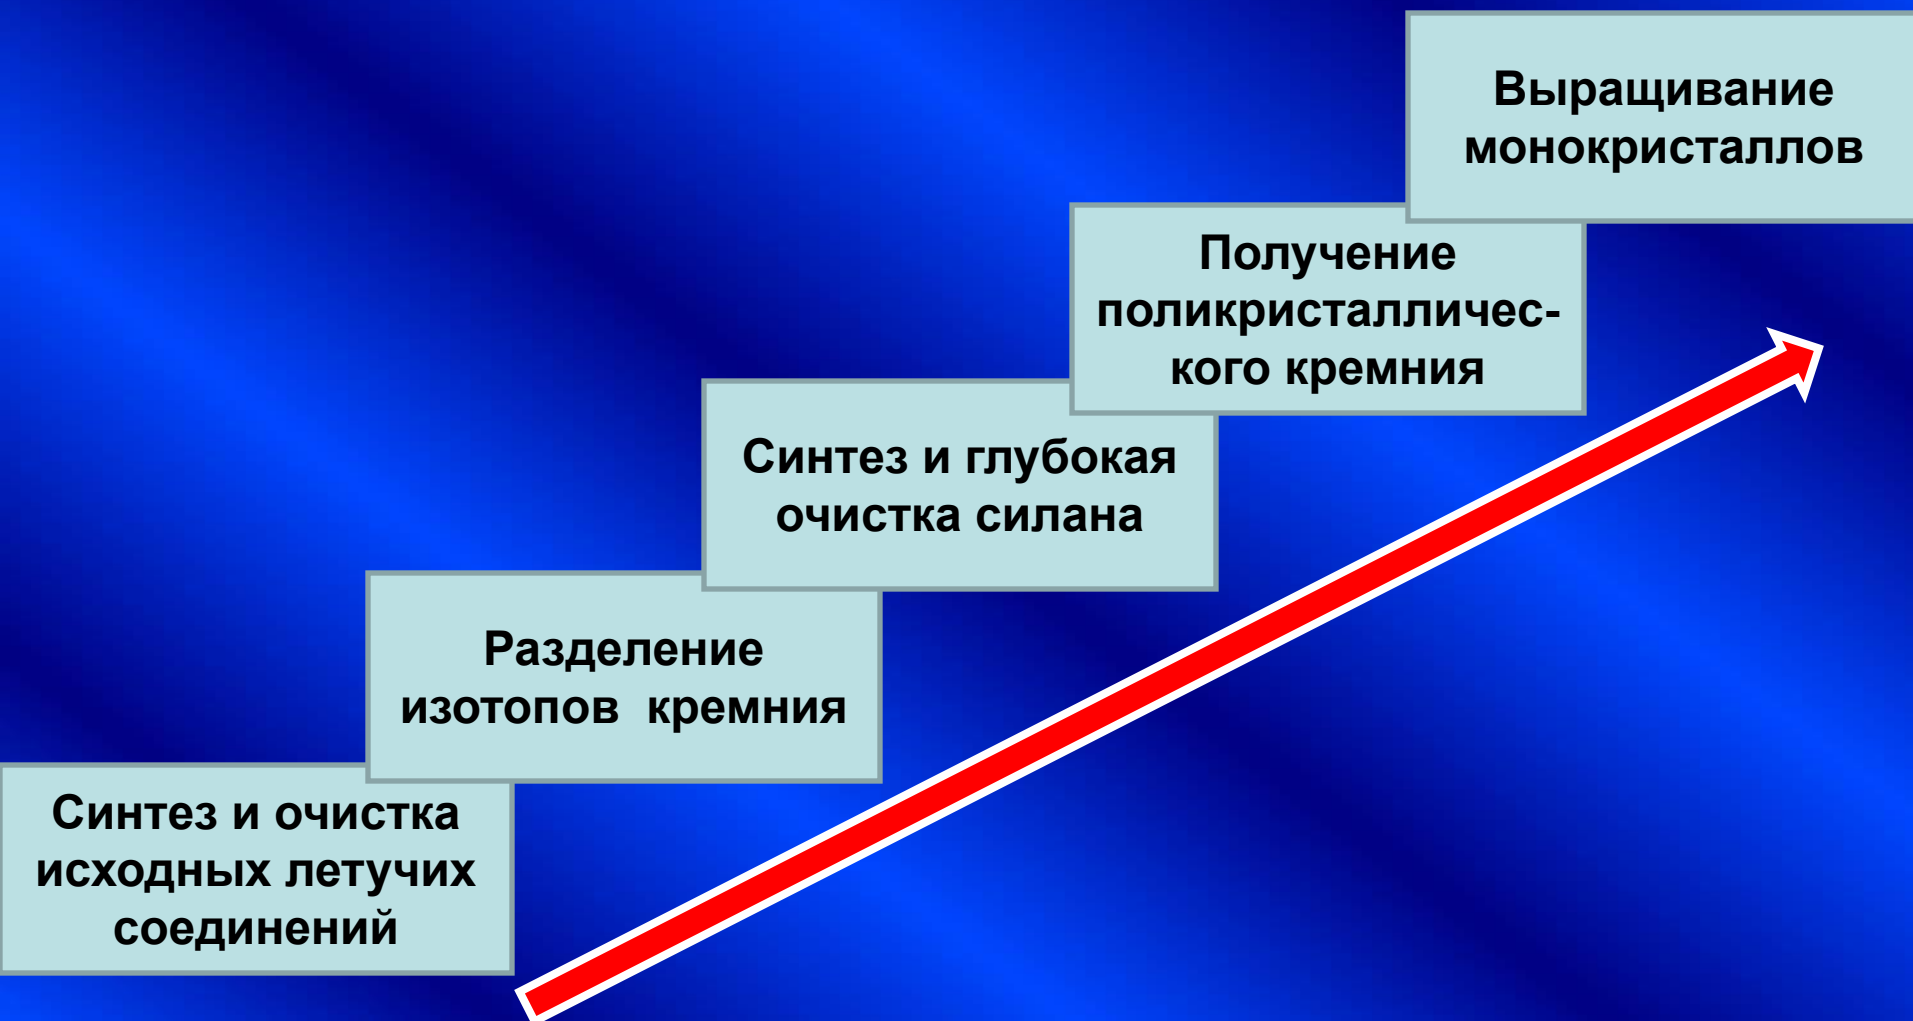 Выращивание
монокристаллов
Получение
поликристалличес-
кого кремния
Синтез и глубокая
очистка силана
Разделение
изотопов кремния
Синтез и очистка
исходных летучих
соединений